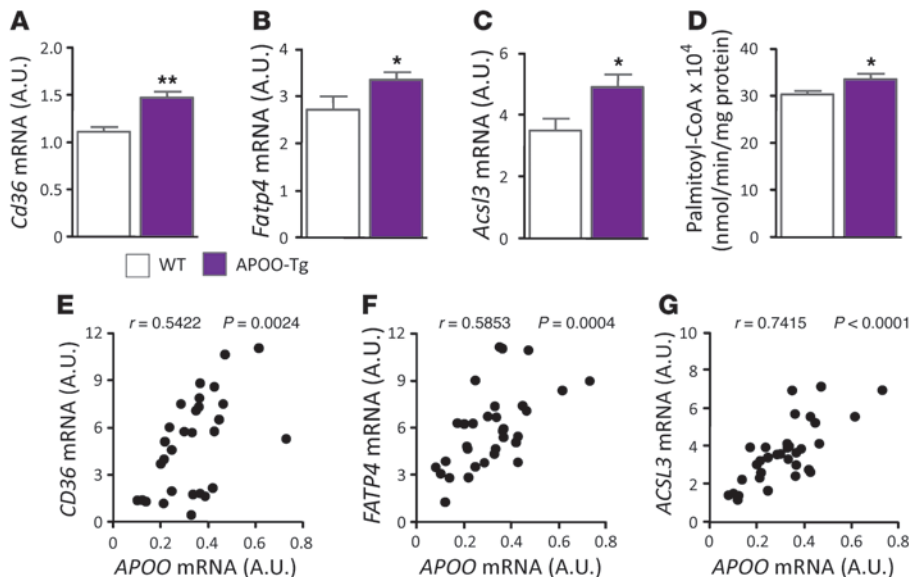 A
Cd36 mRNA (A.U.)
2.0
1.5
1.0
0.5
0.0
**
B
Fatp4 mRNA (A.U.)
4
3
2
1
0
*
C
Acsl3 mRNA (A.U.)
6
4
2
0
*
D
Palmitoyl-CoA x 10⁴
(nmol/min/mg protein)
40
30
20
10
0
*
WT
APOO-Tg
E
r = 0.5422 P = 0.0024
CD36 mRNA (A.U.)
12
9
6
3
0
0 0.2 0.4 0.6 0.8
APOO mRNA (A.U.)
F
r = 0.5853 P = 0.0004
FATP4 mRNA (A.U.)
12
9
6
3
0
0 0.2 0.4 0.6 0.8
APOO mRNA (A.U.)
G
r = 0.7415 P < 0.0001
ACSL3 mRNA (A.U.)
10
8
6
4
2
0
0 0.2 0.4 0.6 0.8
APOO mRNA (A.U.)